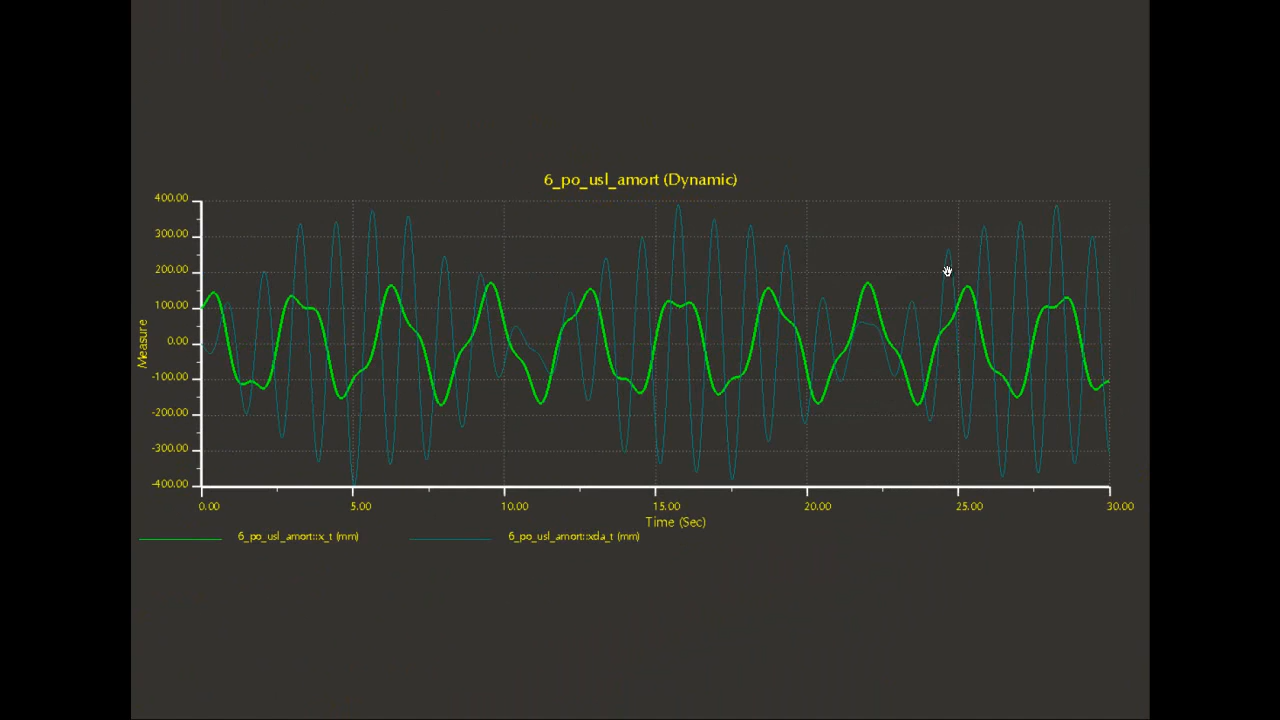 6_po_usl_amort (Dynamic)
400.00
300.00
200.00
100.00
0.00
-100.00
-200.00
-300.00
-400.00
Measure
0.00 5.00 10.00 15.00 20.00 25.00 30.00
Time (Sec)
6_po_usl_amort::x_t (mm) 6_po_usl_amort::xda_t (mm)